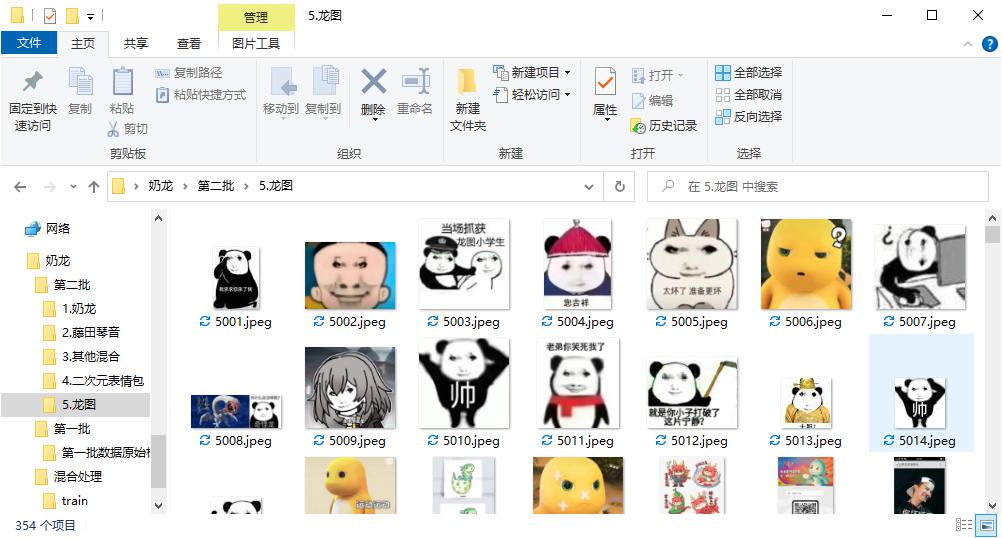 管理
5.龙图
文件
主页
共享
查看
图片工具
固定到快
速访问
复制
粘贴
复制路径
粘贴快捷方式
剪切
剪贴板
移动到
复制到
删除
重命名
组织
新建
文件夹
新建项目
轻松访问
新建
属性
打开
编辑
历史记录
打开
全部选择
全部取消
反向选择
选择
奶龙 › 第二批 › 5.龙图
在 5.龙图 中搜索
网络
奶龙
第二批
1.奶龙
2.藤田琴音
3.其他混合
4.二次元表情包
5.龙图
第一批
第一批数据原始
混合处理
train
当场抓获
龙图小学生
您吉祥
太坏了 准备更坏
?
5001.jpeg
5002.jpeg
5003.jpeg
5004.jpeg
5005.jpeg
5006.jpeg
5007.jpeg
帅
老弟你笑死我了
就是你小子打破了
这片宁静?
帅
5008.jpeg
5009.jpeg
5010.jpeg
5011.jpeg
5012.jpeg
5013.jpeg
5014.jpeg
354 个项目